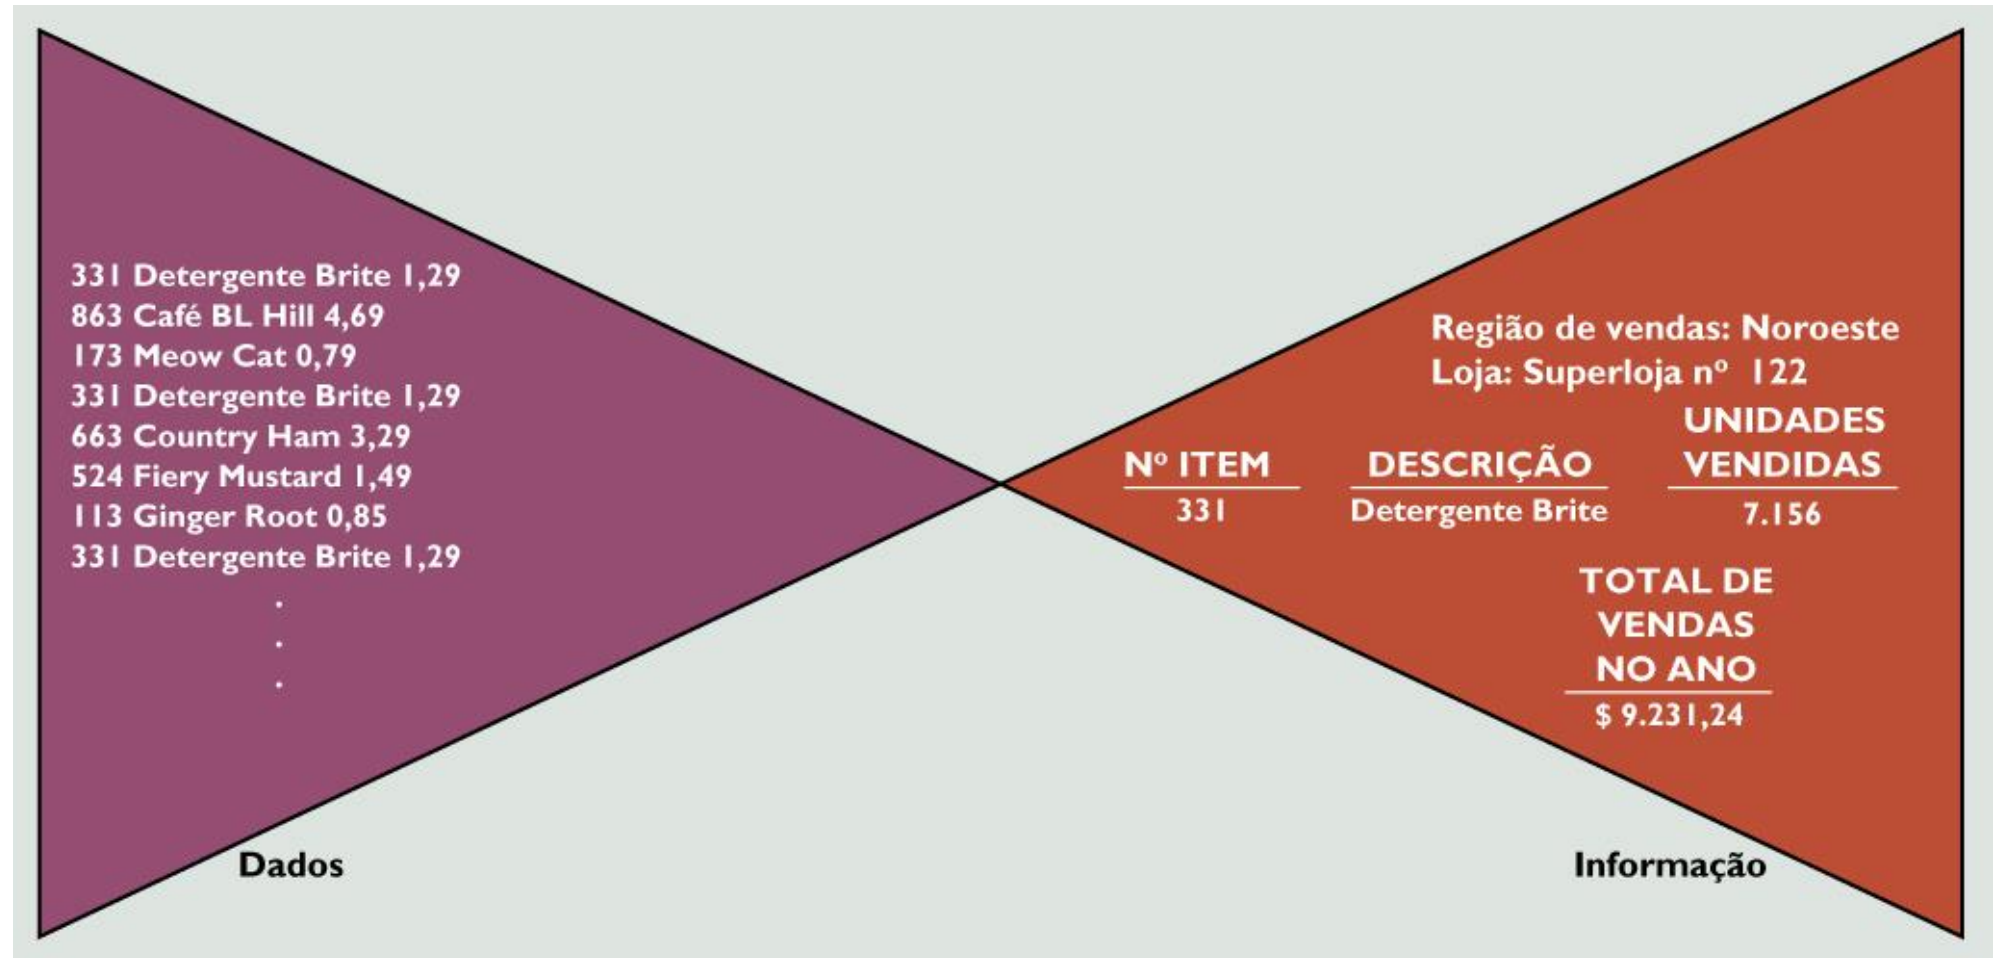 331 Detergente Brite 1,29
863 Café BL Hill 4,69
173 Meow Cat 0,79
331 Detergente Brite 1,29
663 Country Ham 3,29
524 Fiery Mustard 1,49
113 Ginger Root 0,85
331 Detergente Brite 1,29
.
.
.
Dados
Região de vendas: Noroeste
Loja: Superloja nº 122
Nº ITEM
331
DESCRIÇÃO
Detergente Brite
UNIDADES
VENDIDAS
7.156
TOTAL DE
VENDAS
NO ANO
$ 9.231,24
Informação